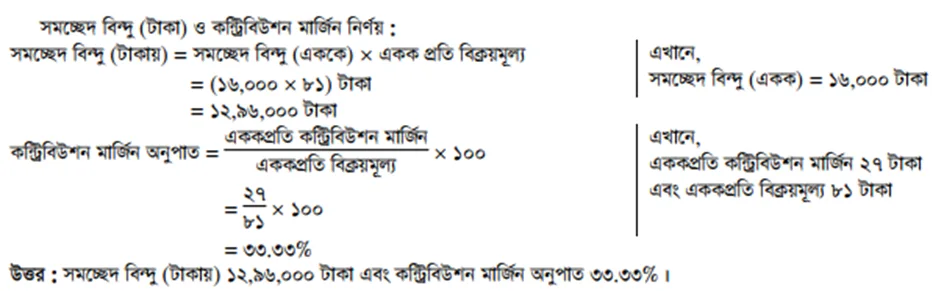 সমচ্ছেদ বিন্দু (টাকা) ও কন্ট্রিবিউশন মার্জিন নির্ণয় :
সমচ্ছেদ বিন্দু (টাকায়) = সমচ্ছেদ বিন্দু (এককে) × একক প্রতি বিক্রয়মূল্য
= (১৬,০০০ × ৮১) টাকা
= ১২,৯৬,০০০ টাকা
এখানে,
সমচ্ছেদ বিন্দু (একক) = ১৬,০০০ টাকা
কন্ট্রিবিউশন মার্জিন অনুপাত = এককপ্রতি কন্ট্রিবিউশন মার্জিন / এককপ্রতি বিক্রয়মূল্য × ১০০
= ২৭/৮১ × ১০০
= ৩৩.৩৩%
এখানে,
এককপ্রতি কন্ট্রিবিউশন মার্জিন ২৭ টাকা
এবং এককপ্রতি বিক্রয়মূল্য ৮১ টাকা
উত্তর : সমচ্ছেদ বিন্দু (টাকায়) ১২,৯৬,০০০ টাকা এবং কন্ট্রিবিউশন মার্জিন অনুপাত ৩৩.৩৩% ।